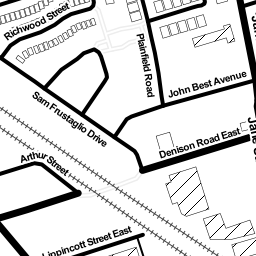 Richwood Street
Plainfield Road
John Best Avenue
Sam Frustaglio Drive
Denison Road East
Arthur Street
Lippincott Street East